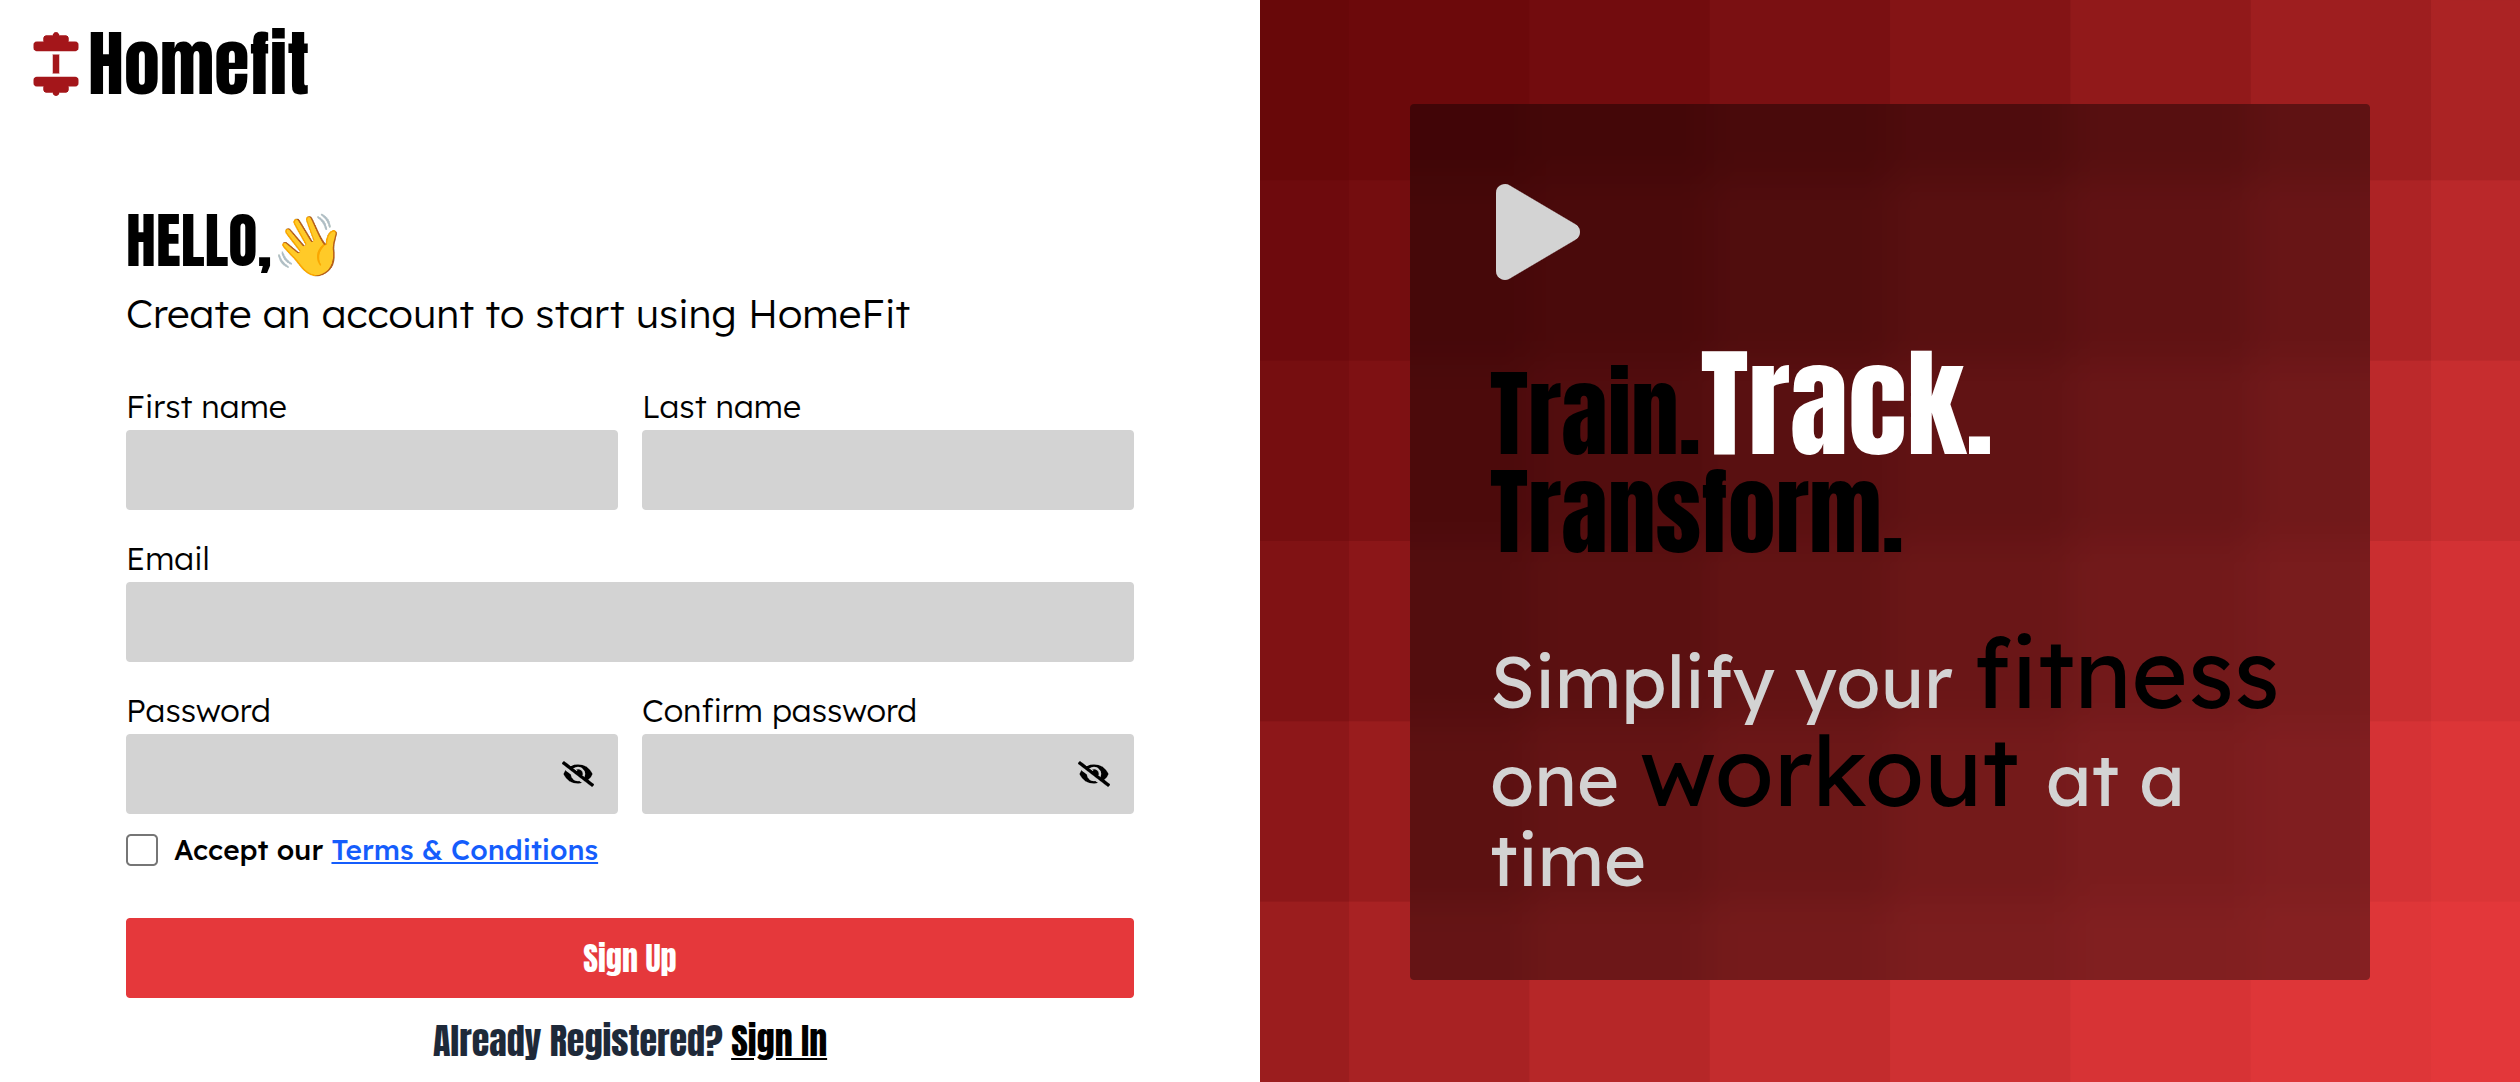 Homefit
HELLO,👋
Create an account to start using HomeFit
First name
Last name
Email
Password
Confirm password
Accept our Terms & Conditions
Sign Up
Already Registered? Sign In
Train. Track.
Transform.
Simplify your fitness
one workout at a
time